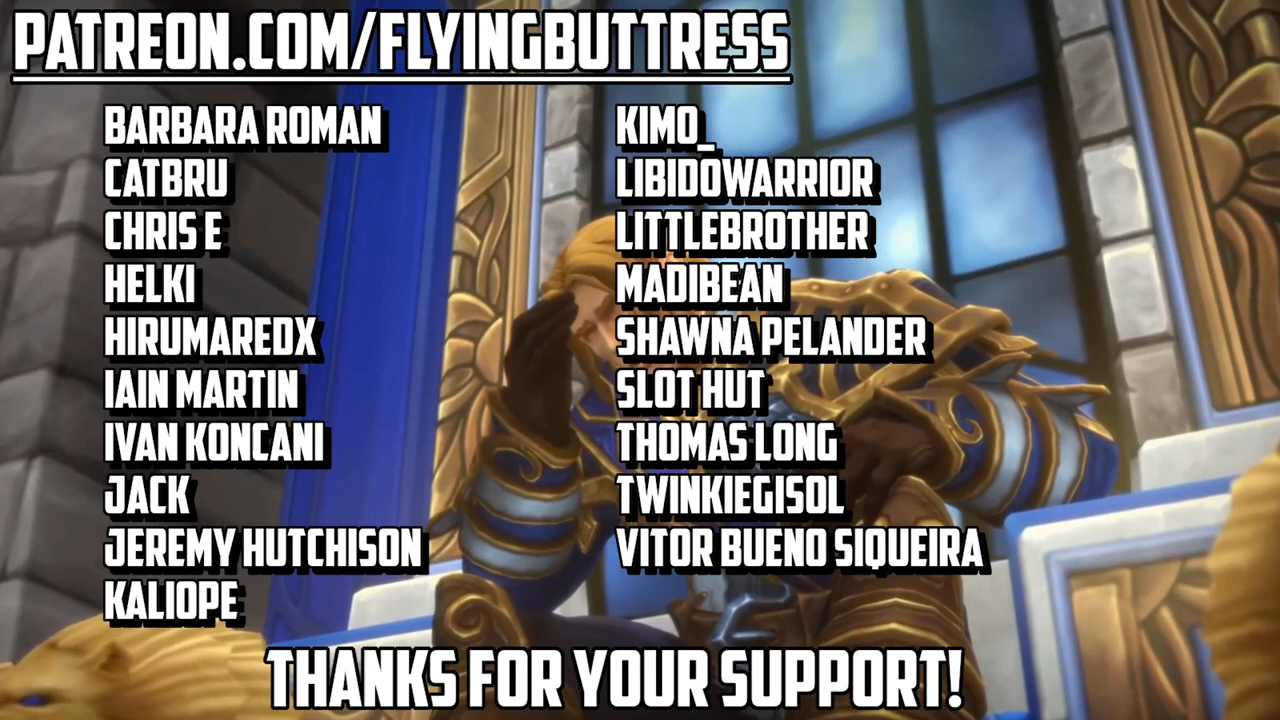 PATREON.COM/FLYINGBUTTRESS
BARBARA ROMAN
CATBRU
CHRIS E
HELKI
HIRUMAREDX
IAIN MARTIN
IVAN KONCANI
JACK
JEREMY HUTCHISON
KALIOPE
KIMO_
LIBIDOWARRIOR
LITTLEBROTHER
MADIBEAN
SHAWNA PELANDER
SLOT HUT
THOMAS LONG
TWINKIEGISOL
VITOR BUENO SIQUEIRA
THANKS FOR YOUR SUPPORT!